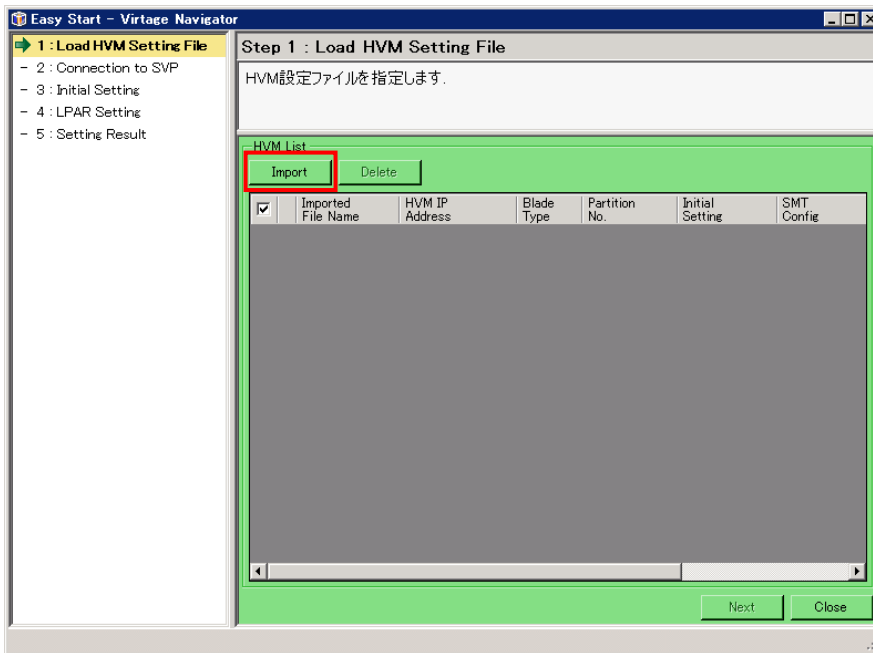 Easy Start - Virtage Navigator
1 : Load HVM Setting File
- 2 : Connection to SVP
- 3 : Initial Setting
- 4 : LPAR Setting
- 5 : Setting Result
Step 1 : Load HVM Setting File
HVM設定ファイルを指定します.
HVM List
Import
Delete
Imported File Name
HVM IP Address
Blade Type
Partition No.
Initial Setting
SMT Config
Next
Close